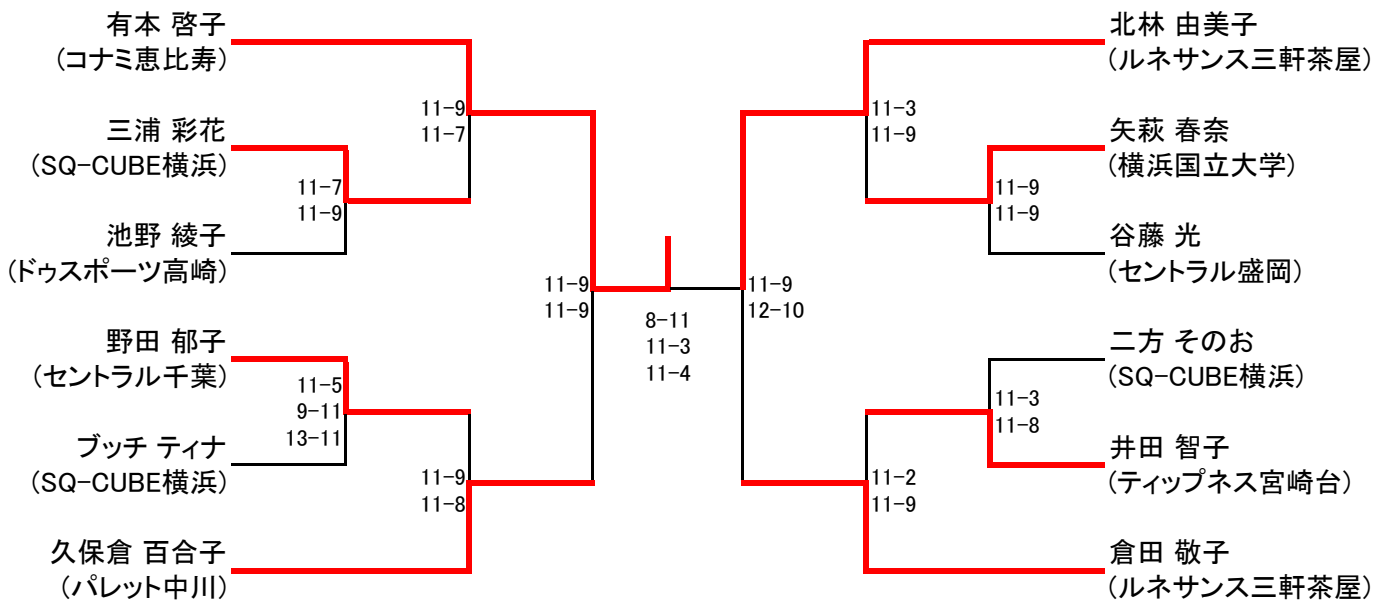 有本 啓子
(コナミ恵比寿)
三浦 彩花
(SQ-CUBE横浜)
池野 綾子
(ドゥスポーツ高崎)
野田 郁子
(セントラル千葉)
ブッチ ティナ
(SQ-CUBE横浜)
久保倉 百合子
(パレット中川)
11-7
11-9
11-5
9-11
13-11
11-9
11-7
11-9
11-8
11-9
11-9
8-11
11-3
11-4
11-9
12-10
11-3
11-9
11-2
11-9
11-9
11-9
11-3
11-8
北林 由美子
(ルネサンス三軒茶屋)
矢萩 春奈
(横浜国立大学)
谷藤 光
(セントラル盛岡)
二方 そのお
(SQ-CUBE横浜)
井田 智子
(ティップネス宮崎台)
倉田 敬子
(ルネサンス三軒茶屋)